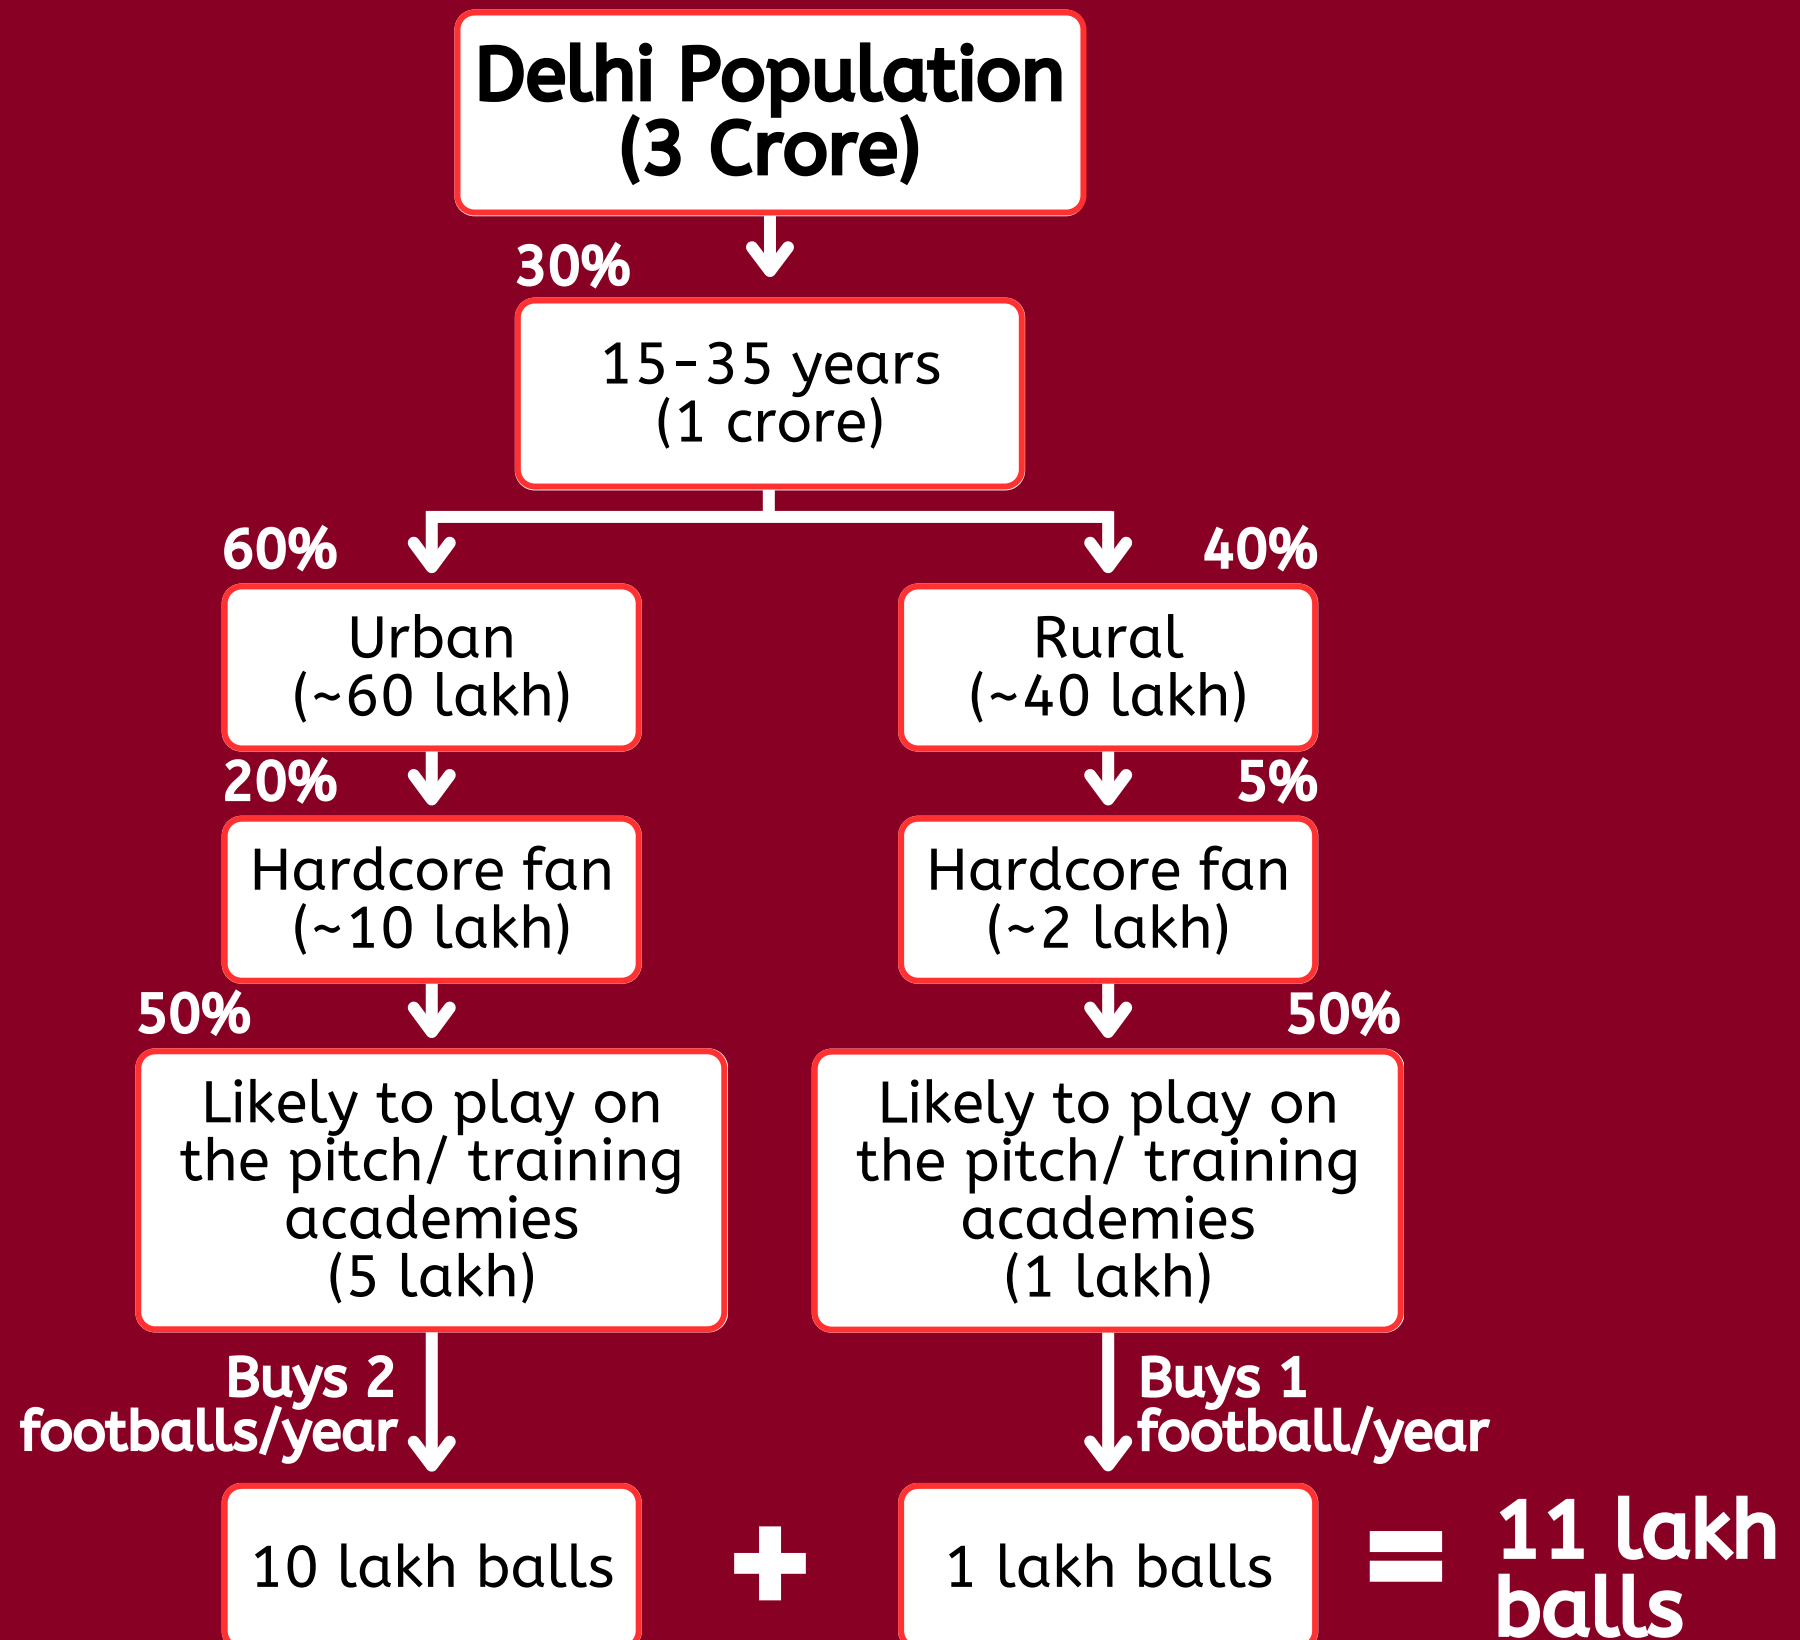 Delhi Population
(3 Crore)
30%
15-35 years
(1 crore)
60%
40%
Urban
(~60 lakh)
Rural
(~40 lakh)
20%
5%
Hardcore fan
(~10 lakh)
Hardcore fan
(~2 lakh)
50%
50%
Likely to play on
the pitch/ training
academies
(5 lakh)
Likely to play on
the pitch/ training
academies
(1 lakh)
Buys 2
footballs/year
Buys 1
football/year
10 lakh balls
+
1 lakh balls
=
11 lakh
balls